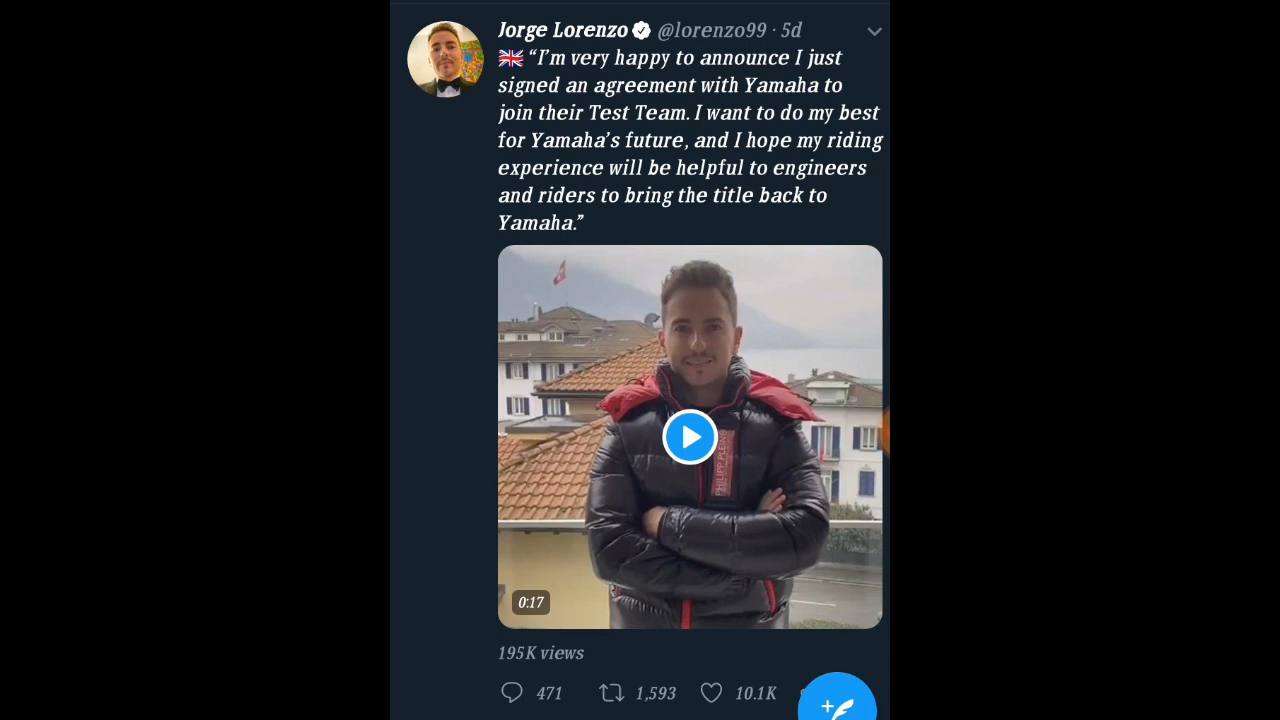 Jorge Lorenzo @lorenzo99 · 5d
🇬🇧 “I’m very happy to announce I just
signed an agreement with Yamaha to
join their Test Team. I want to do my best
for Yamaha’s future, and I hope my riding
experience will be helpful to engineers
and riders to bring the title back to
Yamaha.”
PHILIPP PLEIN
0:17
195K views
471 1,593 10.1K